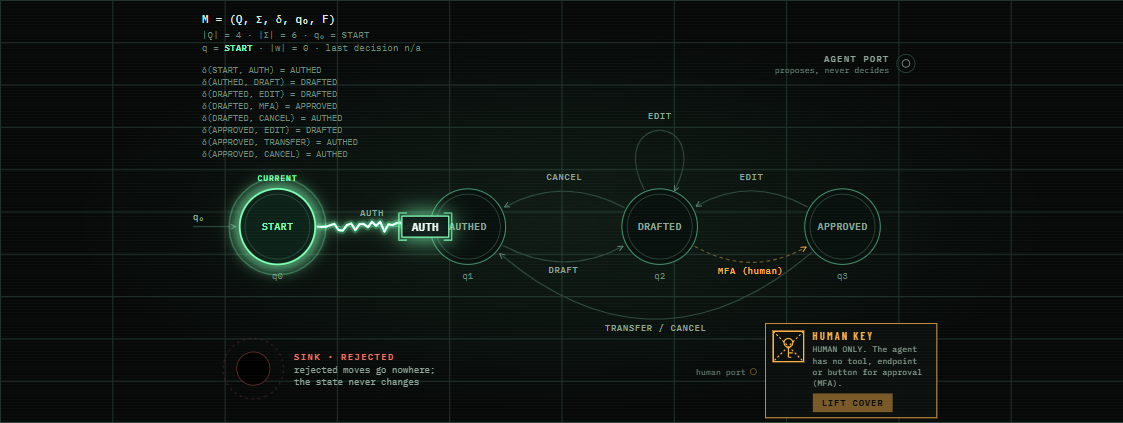 M = (Q, Σ, δ, q₀, F)
|Q| = 4 · |Σ| = 6 · q₀ = START
q = START · |w| = 0 · last decision n/a
δ(START, AUTH) = AUTHED
δ(AUTHED, DRAFT) = DRAFTED
δ(DRAFTED, EDIT) = DRAFTED
δ(DRAFTED, MFA) = APPROVED
δ(DRAFTED, CANCEL) = AUTHED
δ(APPROVED, EDIT) = DRAFTED
δ(APPROVED, TRANSFER) = AUTHED
δ(APPROVED, CANCEL) = AUTHED
AGENT PORT
proposes, never decides
EDIT
CURRENT
CANCEL
EDIT
q₀
AUTH
START
AUTH
AUTHED
DRAFTED
APPROVED
DRAFT
MFA (human)
q0
q1
q2
q3
TRANSFER / CANCEL
SINK · REJECTED
rejected moves go nowhere;
the state never changes
human port
HUMAN KEY
HUMAN ONLY. The agent
has no tool, endpoint
or button for approval
(MFA).
LIFT COVER